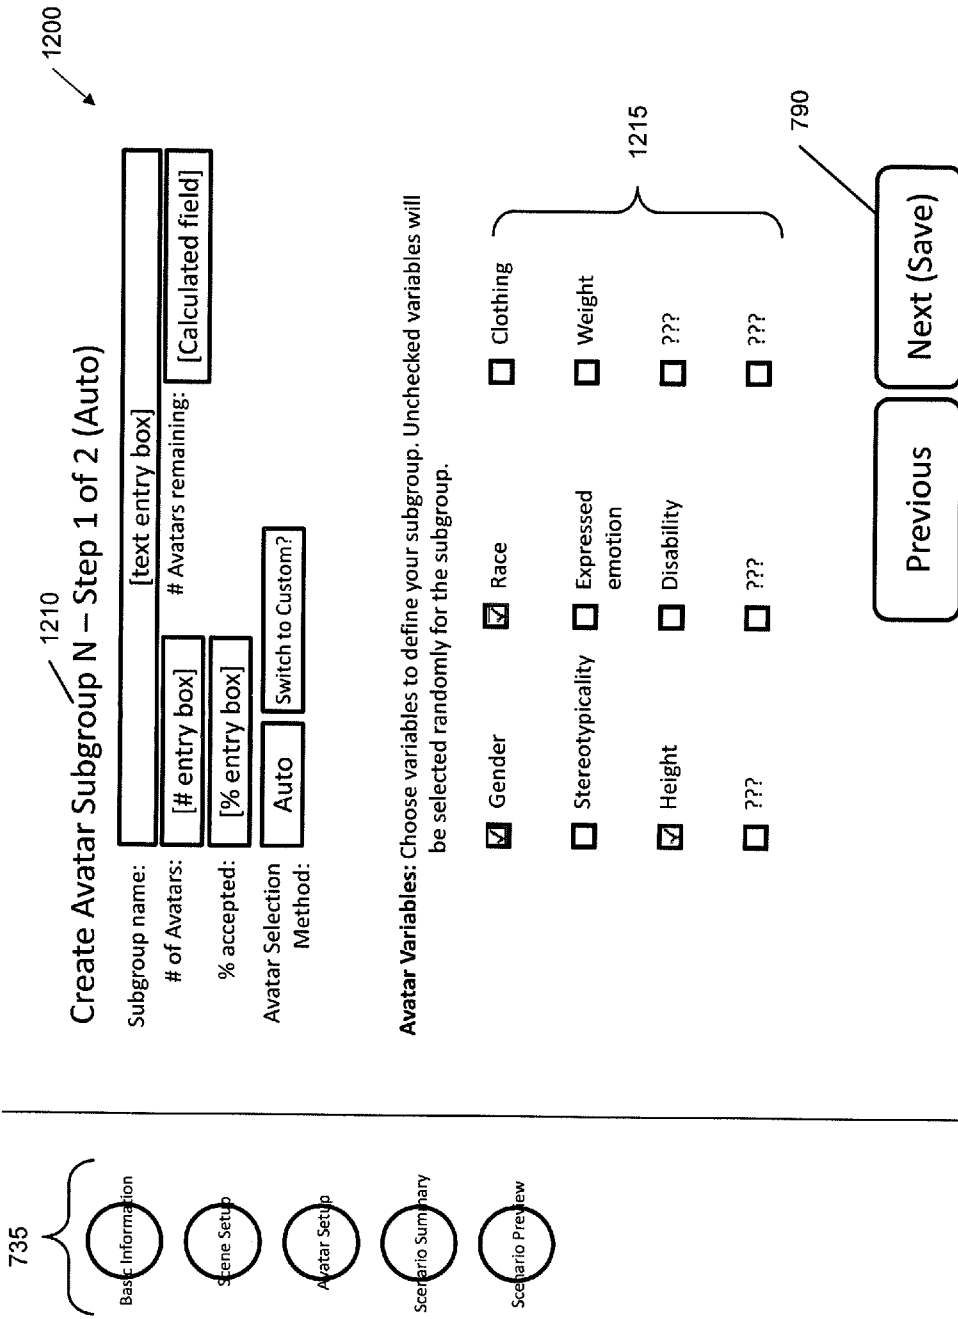 1200
735
Basic Information
Scene Setup
Avatar Setup
Scenario Summary
Scenario Preview
1210
Create Avatar Subgroup N – Step 1 of 2 (Auto)
Subgroup name: [text entry box]
# of Avatars: [# entry box] # Avatars remaining: [Calculated field]
% accepted: [% entry box]
Avatar Selection
Method:
Auto Switch to Custom?
Avatar Variables: Choose variables to define your subgroup. Unchecked variables will
be selected randomly for the subgroup.
Gender Race Clothing
Stereotypicality Expressed
emotion
Weight
Height Disability ???
??? ??? ???
1215
790
Previous Next (Save)